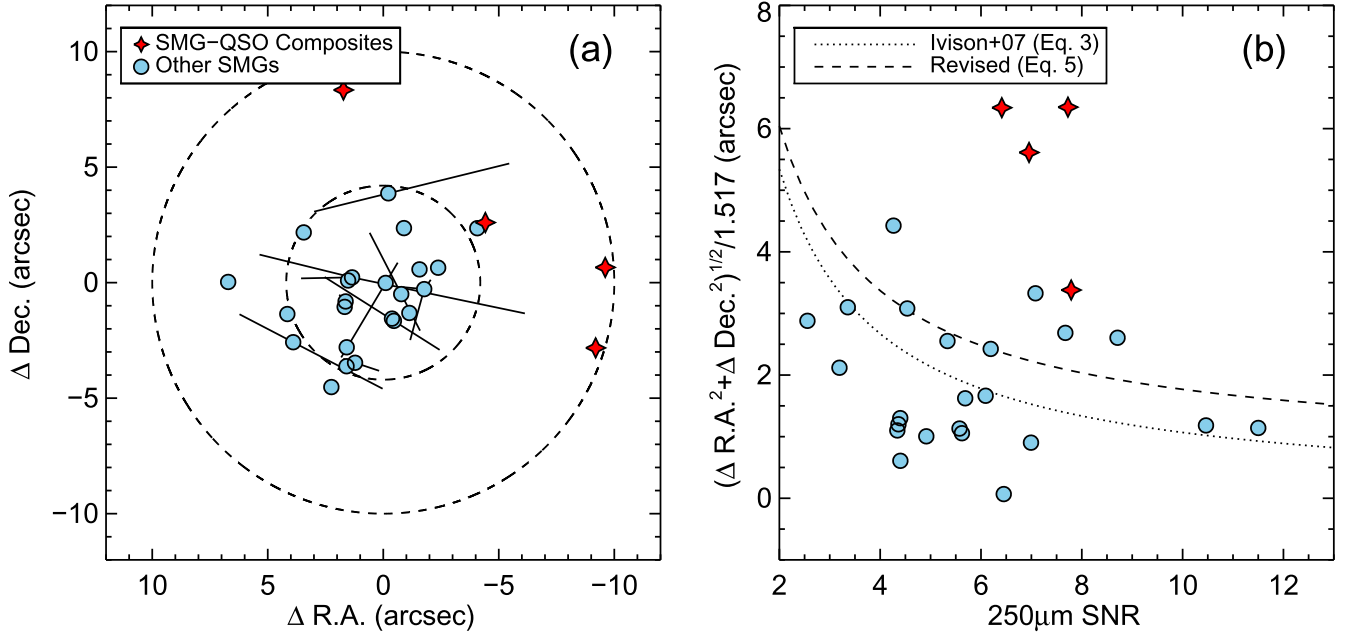 SMG−QSO Composites
Other SMGs
(a)
10
5
0
−5
−10
Δ Dec. (arcsec)
10
5
0
−5
−10
Δ R.A. (arcsec)
Ivison+07 (Eq. 3)
Revised (Eq. 5)
(b)
8
6
4
2
0
(Δ R.A.²+Δ Dec.²)¹ᐟ²/1.517 (arcsec)
2
4
6
8
10
12
250μm SNR